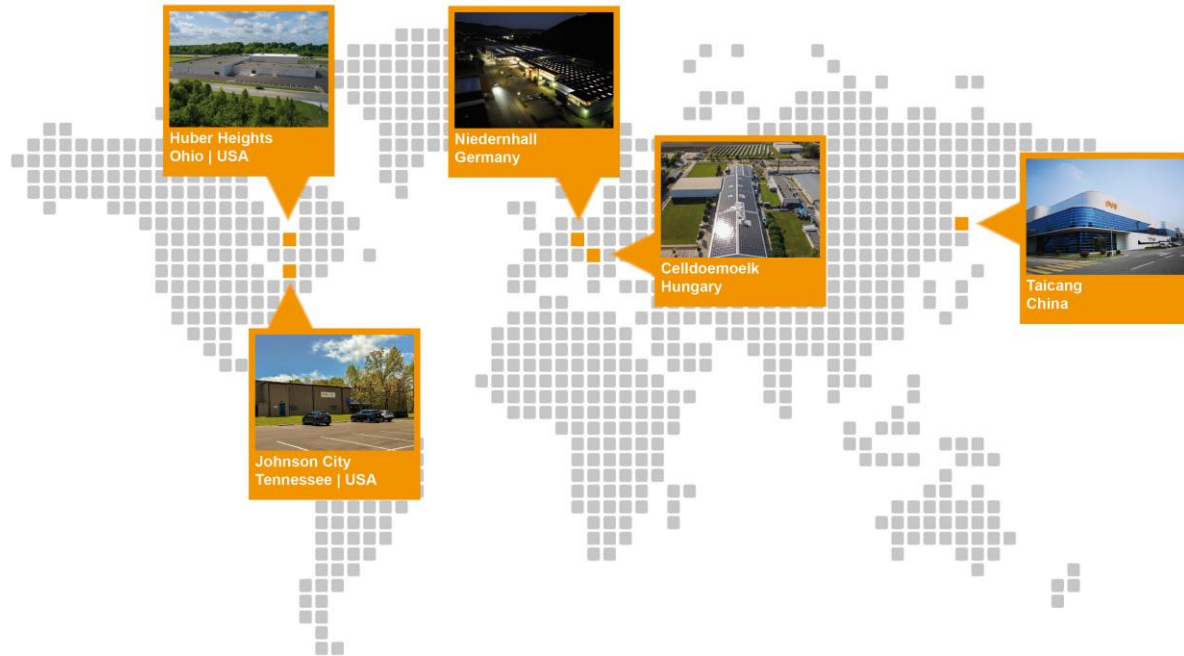 Huber Heights
Ohio | USA
Niedernhall
Germany
Celldoemoelk
Hungary
Taicang
China
Johnson City
Tennessee | USA